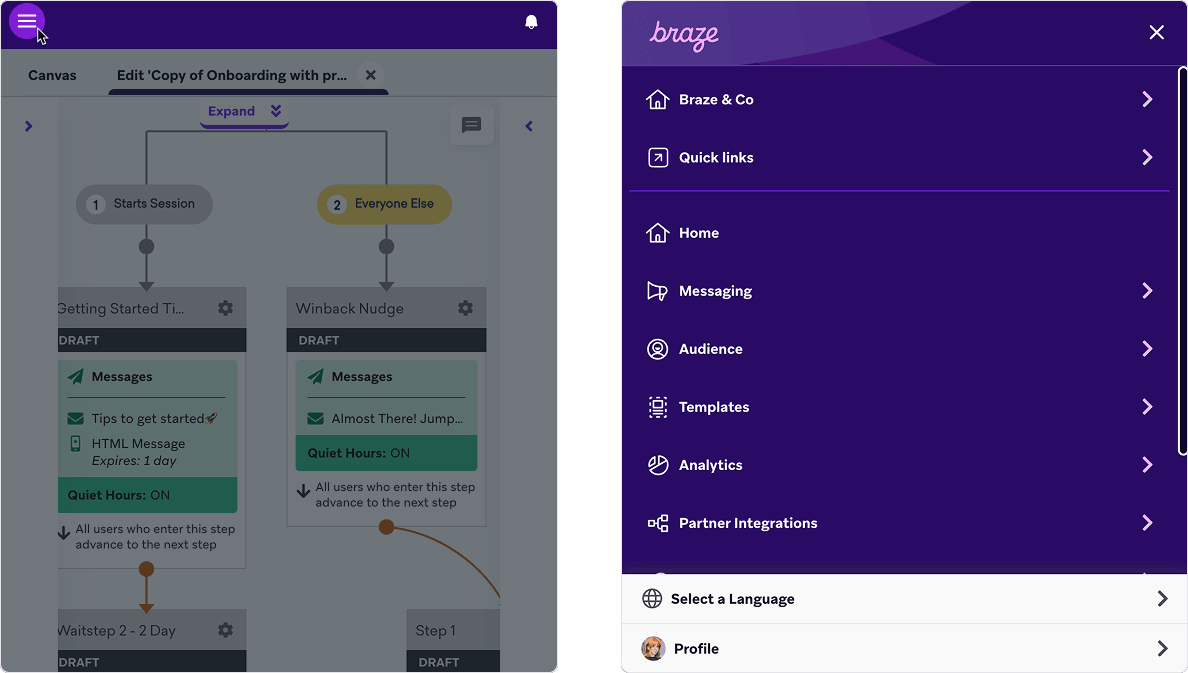 Canvas
Edit 'Copy of Onboarding with pr...
Expand
1 Starts Session
2 Everyone Else
Getting Started Ti...
DRAFT
Messages
Tips to get started🚀
HTML Message
Expires: 1 day
Quiet Hours: ON
All users who enter this step
advance to the next step
Waitstep 2 - 2 Day
DRAFT
Winback Nudge
DRAFT
Messages
Almost There! Jump...
Quiet Hours: ON
All users who enter this step
advance to the next step
Step 1
DRAFT
braze
Braze & Co
Quick links
Home
Messaging
Audience
Templates
Analytics
Partner Integrations
Select a Language
Profile